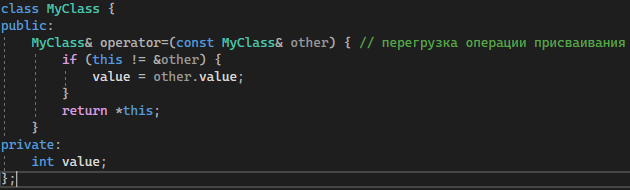 class MyClass {
public:
    MyClass& operator=(const MyClass& other) { // перегрузка операции присваивания
        if (this != &other) {
            value = other.value;
        }
        return *this;
    }
private:
    int value;
};